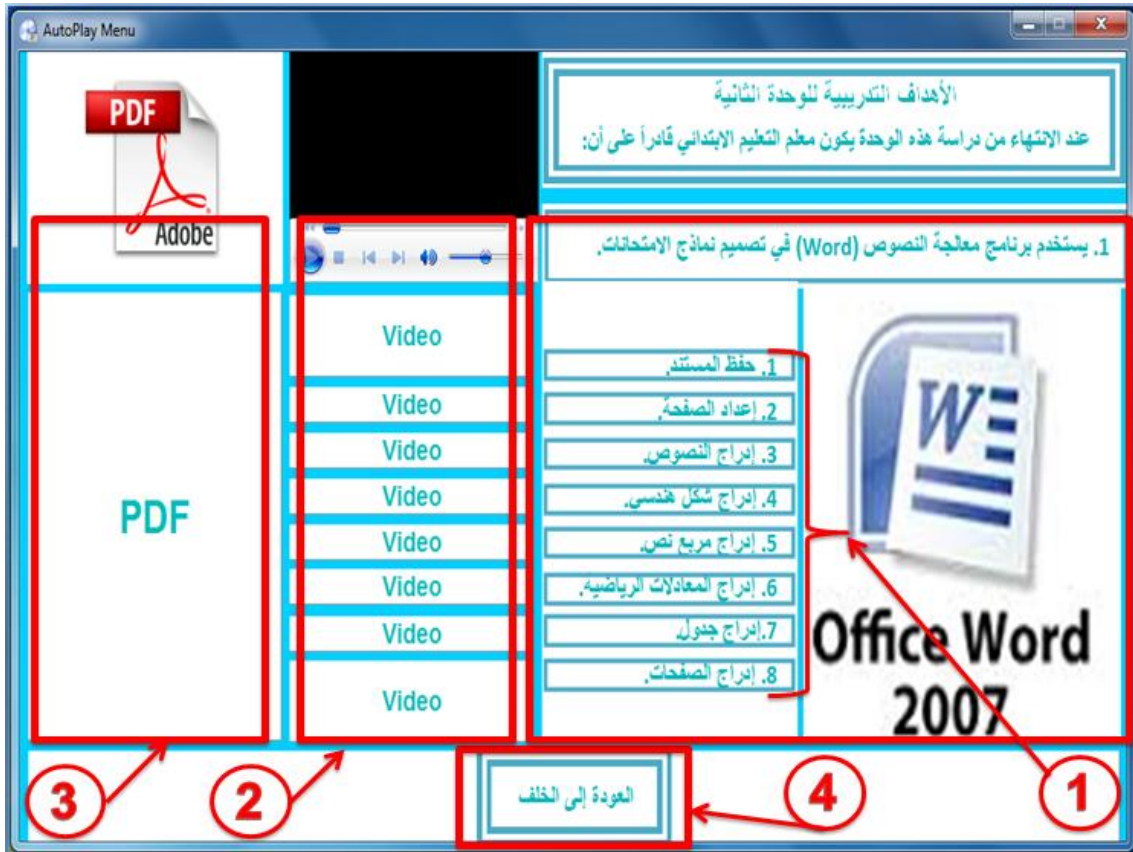 AutoPlay Menu
الأهداف التدريبية للوحدة الثانية
عند الانتهاء من دراسة هذه الوحدة يكون معلم التعليم الابتدائي قادراً على أن:
1. يستخدم برنامج معالجة النصوص (Word) في تصميم نماذج الامتحانات.
1. حفظ المستند.
2. إعداد الصفحة.
3. إدراج النصوص.
4. إدراج شكل هندسي.
5. إدراج مربع نص.
6. إدراج المعادلات الرياضيه.
7.إدراج جدول.
8. إدراج الصفحات.
W
Office Word
2007
Video
Video
Video
Video
Video
Video
Video
Video
PDF
Adobe
PDF
العودة إلى الخلف
3
2
4
1